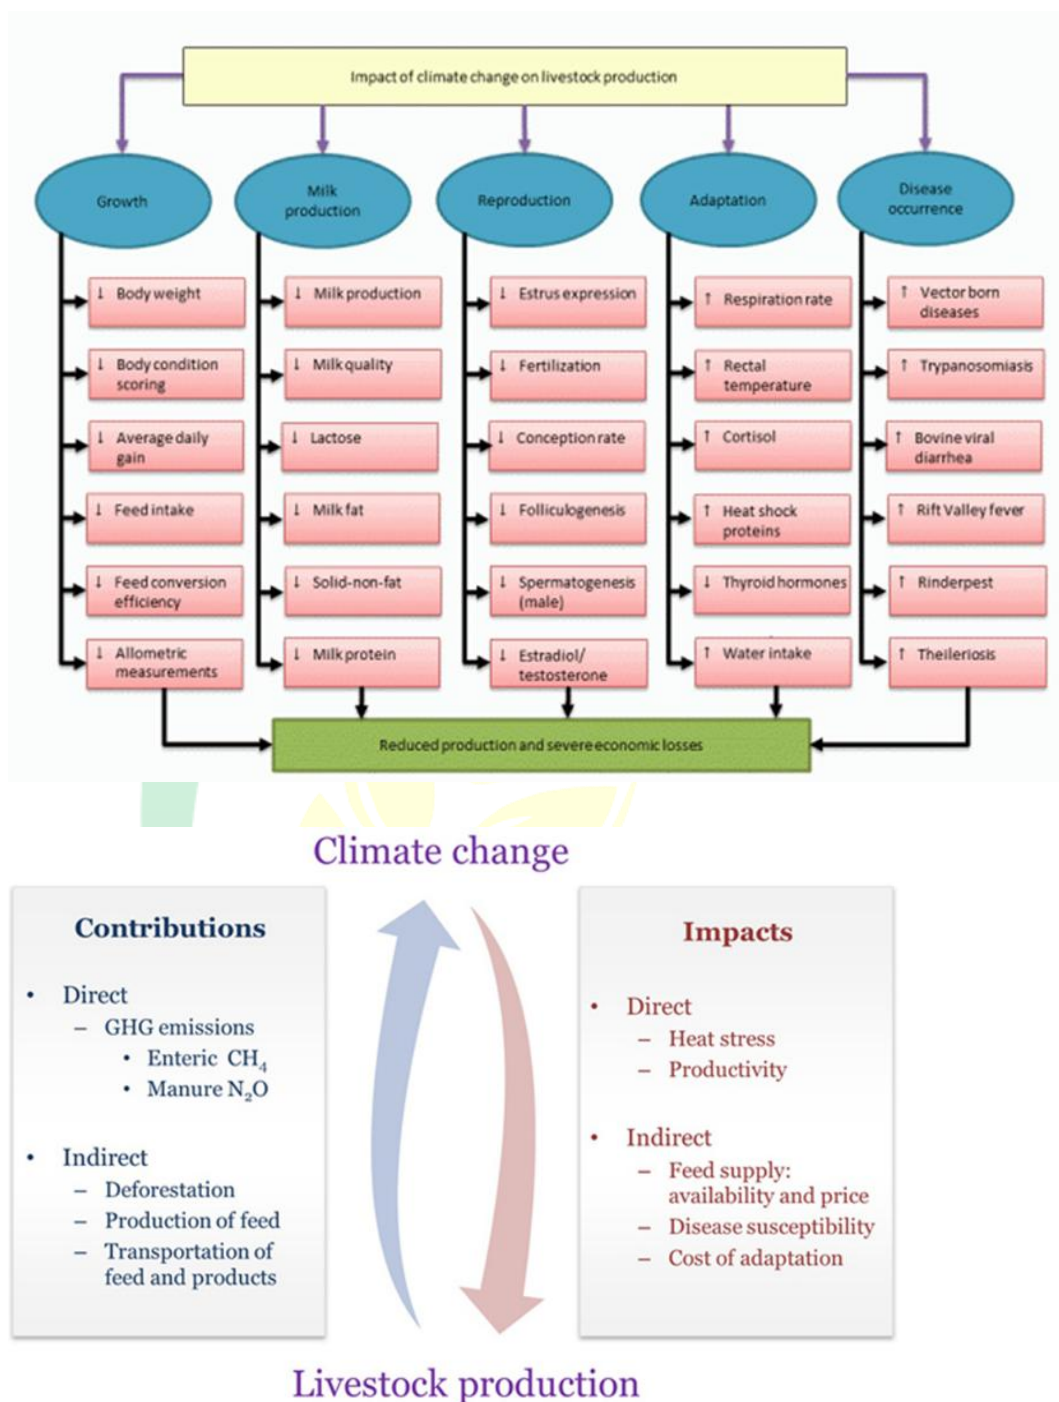 Impact of climate change on livestock production
Growth
Milk
production
Reproduction
Adaptation
Disease
occurrence
↓ Body weight
↓ Body condition
scoring
↓ Average daily
gain
↓ Feed intake
↓ Feed conversion
efficiency
↓ Allometric
measurements
↓ Milk production
↓ Milk quality
↓ Lactose
↓ Milk fat
↓ Solid-non-fat
↓ Milk protein
↓ Estrus expression
↓ Fertilization
↓ Conception rate
↓ Folliculogenesis
↓ Spermatogenesis
(male)
↓ Estradiol/
testosterone
↑ Respiration rate
↑ Rectal
temperature
↑ Cortisol
↑ Heat shock
proteins
↓ Thyroid hormones
↑ Water intake
↑ Vector born
diseases
↑ Trypanosomiasis
↑ Bovine viral
diarrhea
↑ Rift Valley fever
↑ Rinderpest
↑ Theileriosis
Reduced production and severe economic losses
Climate change
Contributions
• Direct
– GHG emissions
• Enteric CH₄
• Manure N₂O
• Indirect
– Deforestation
– Production of feed
– Transportation of
feed and products
Impacts
• Direct
– Heat stress
– Productivity
• Indirect
– Feed supply:
availability and price
– Disease susceptibility
– Cost of adaptation
Livestock production